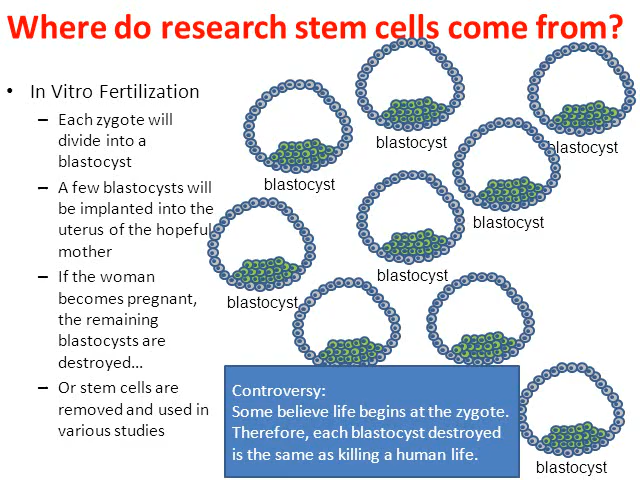 Where do research stem cells come from?
• In Vitro Fertilization
– Each zygote will
divide into a
blastocyst
– A few blastocysts will
be implanted into the
uterus of the hopeful
mother
– If the woman
becomes pregnant,
the remaining
blastocysts are
destroyed…
– Or stem cells are
removed and used in
various studies
blastocyst
blastocyst
blastocyst
blastocyst
blastocyst
blastocyst
Controversy:
Some believe life begins at the zygote.
Therefore, each blastocyst destroyed
is the same as killing a human life.
blastocyst